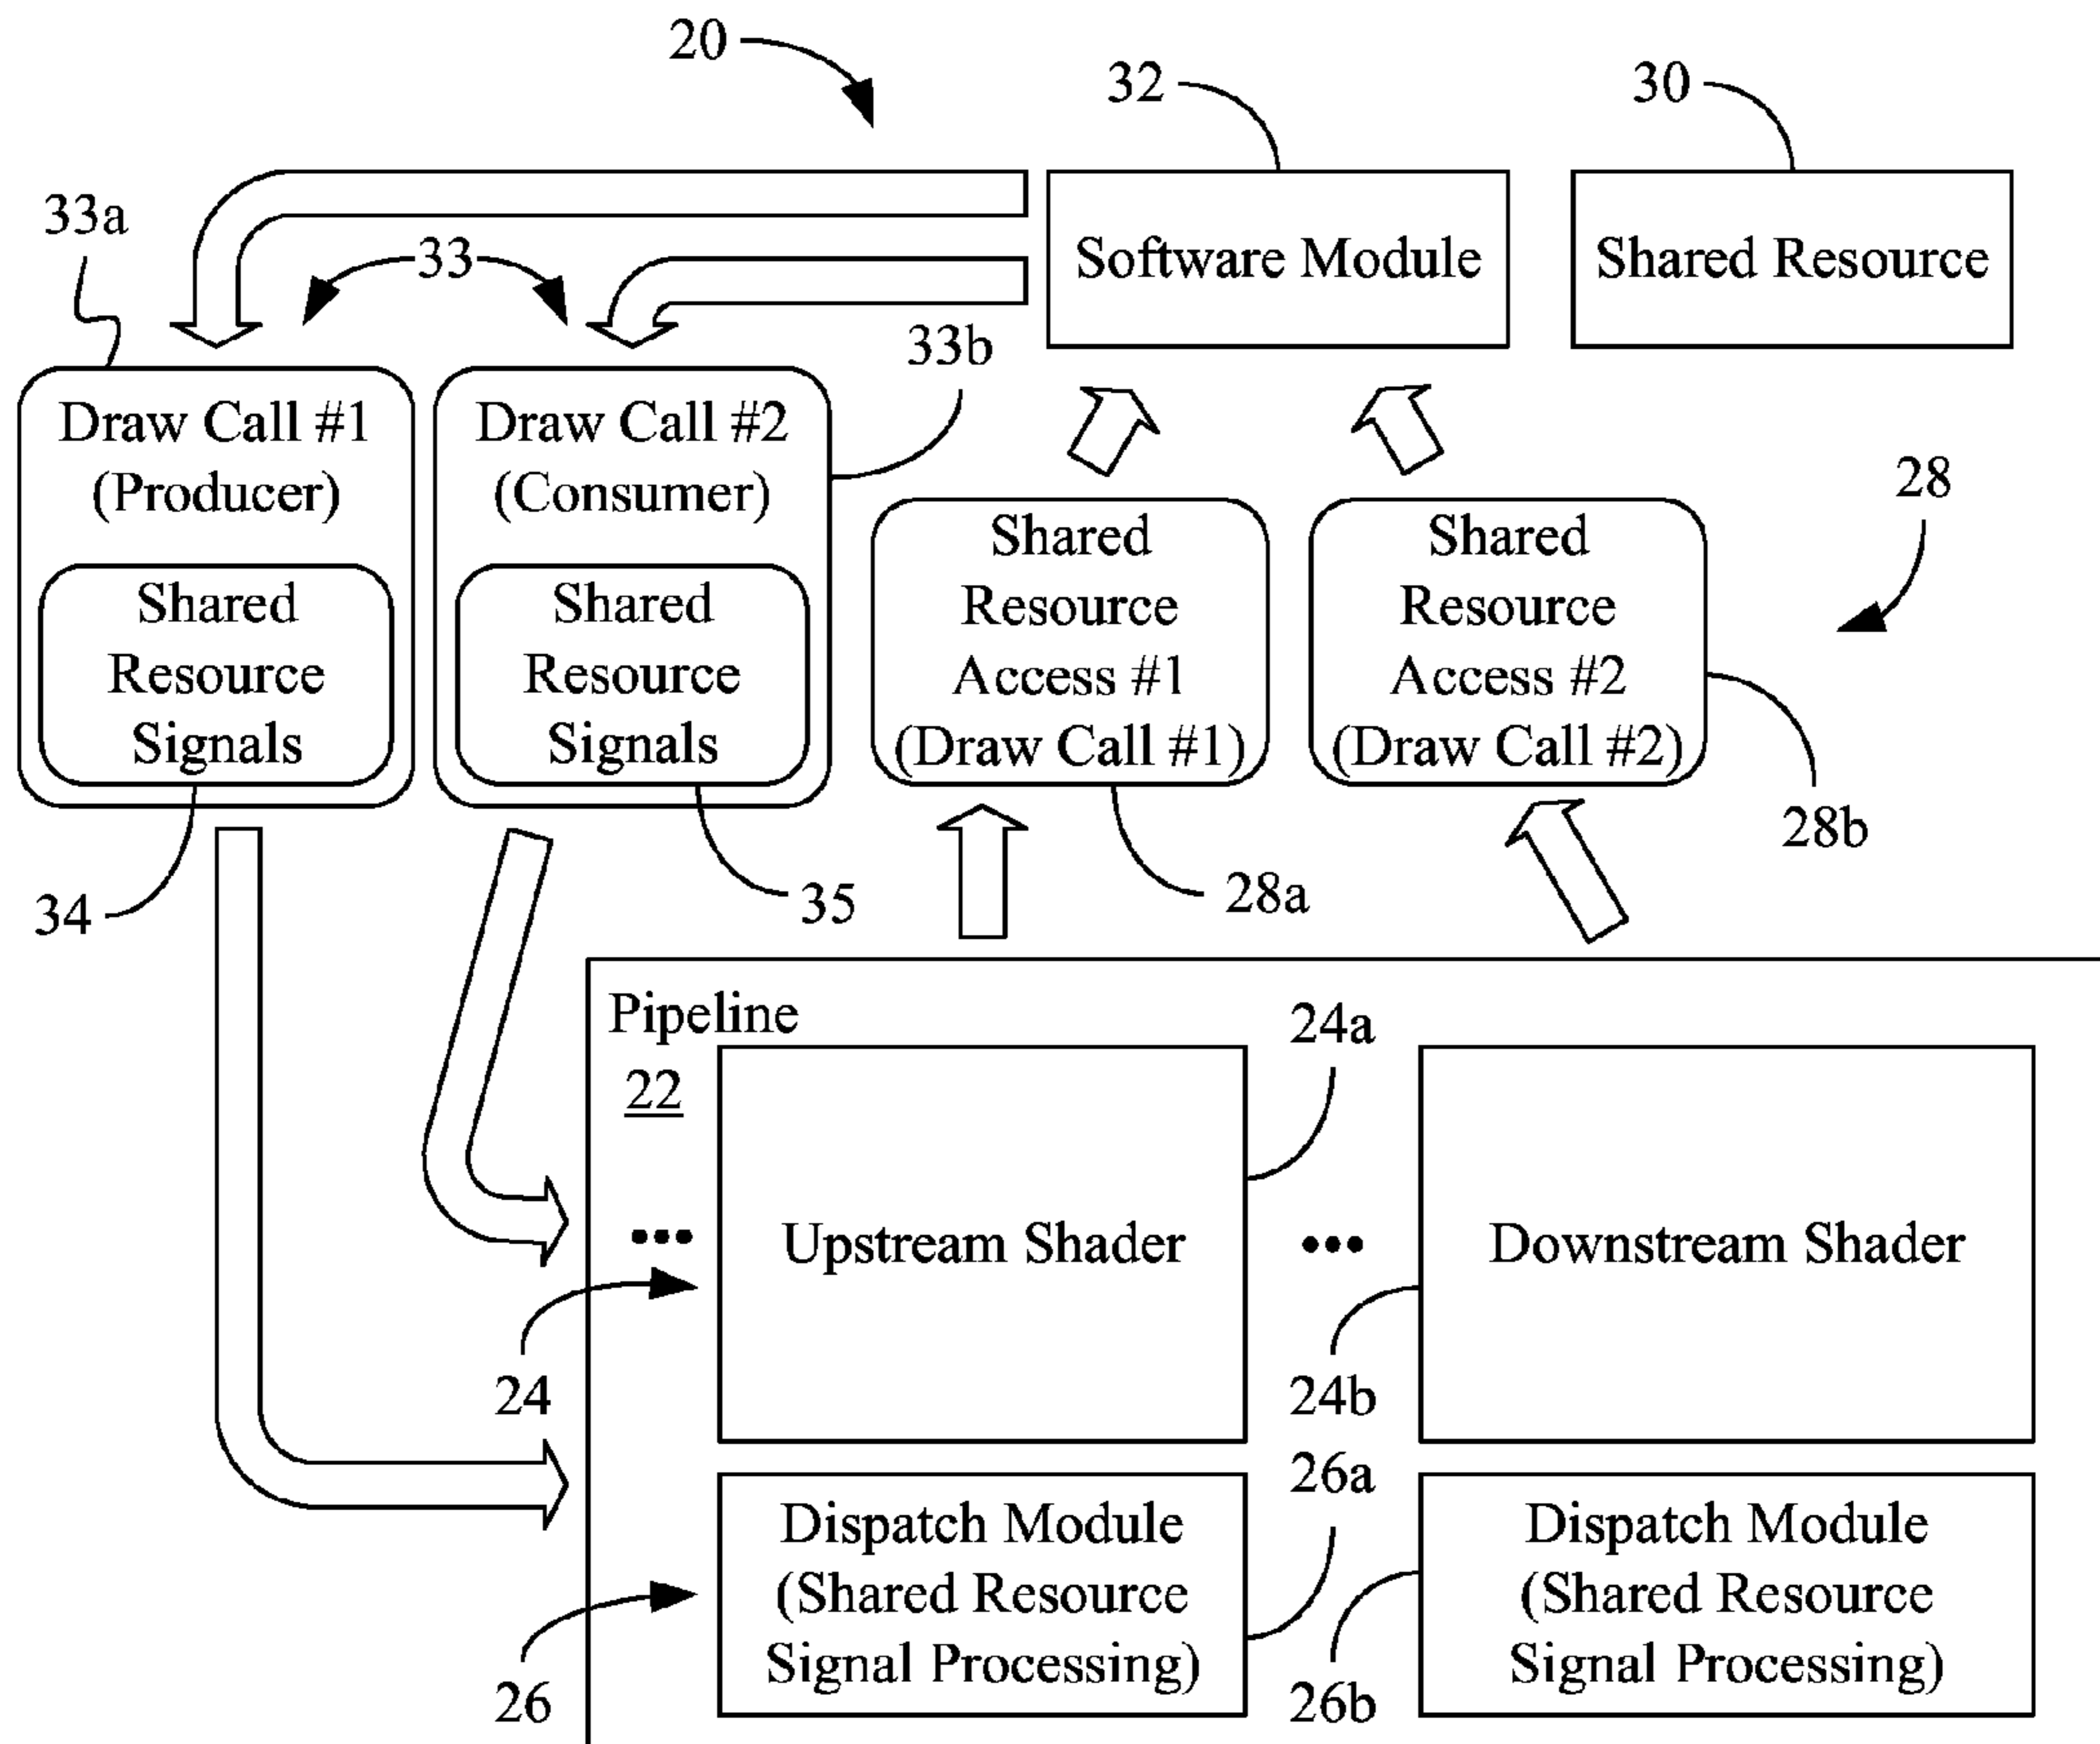 20
32
30
33a
33
Software Module
Shared Resource
33b
Draw Call #1
(Producer)
Shared
Resource
Signals
Draw Call #2
(Consumer)
Shared
Resource
Signals
Shared
Resource
Access #1
(Draw Call #1)
Shared
Resource
Access #2
(Draw Call #2)
28
28b
34
35
28a
Pipeline
22
24a
Upstream Shader
Downstream Shader
24
24b
26a
Dispatch Module
(Shared Resource
Signal Processing)
Dispatch Module
(Shared Resource
Signal Processing)
26
26b